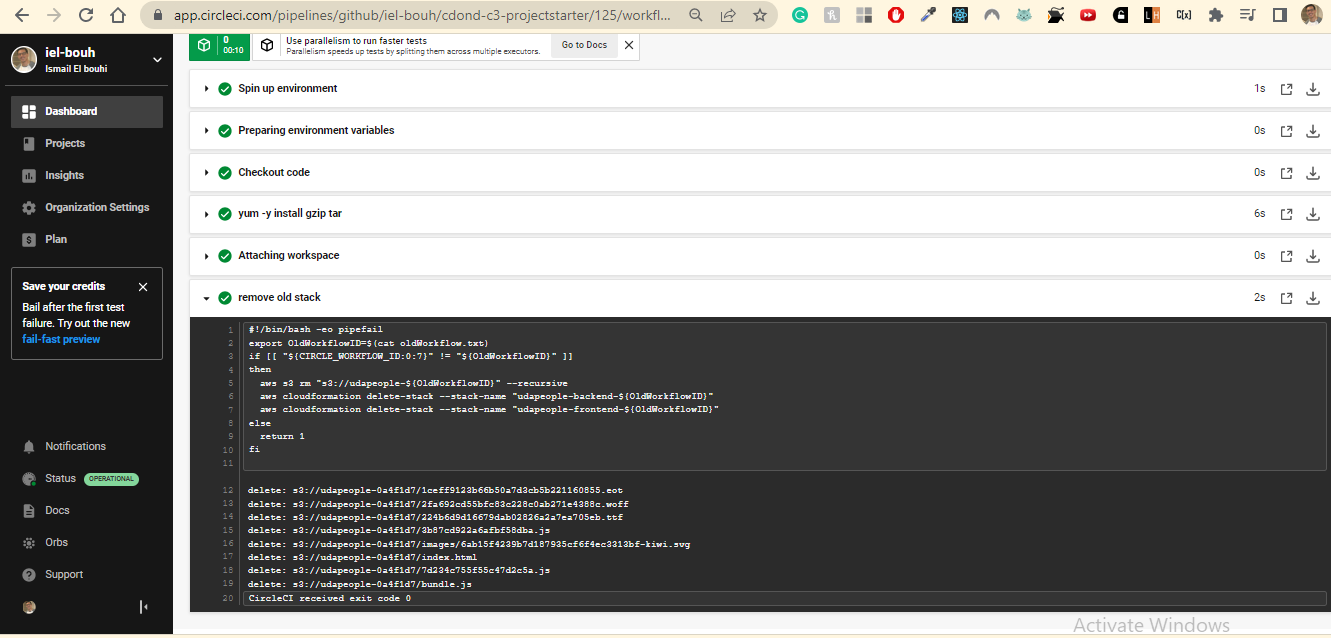 app.circleci.com/pipelines/github/iel-bouh/cdond-c3-projectstarter/125/workfl...
iel-bouh
Ismail El bouhi
Dashboard
Projects
Insights
Organization Settings
Plan
Save your credits
Bail after the first test
failure. Try out the new
fail-fast preview
Notifications
Status OPERATIONAL
Docs
Orbs
Support
0
00:10
Use parallelism to run faster tests
Parallelism speeds up tests by splitting them across multiple executors.
Go to Docs
Spin up environment 1s
Preparing environment variables 0s
Checkout code 0s
yum -y install gzip tar 6s
Attaching workspace 0s
remove old stack 2s
1 #!/bin/bash -eo pipefail
2 export OldWorkflowID=$(cat oldWorkflow.txt)
3 if [[ "${CIRCLE_WORKFLOW_ID:0:7}" != "${OldWorkflowID}" ]]
4 then
5 aws s3 rm "s3://udapeople-${OldWorkflowID}" --recursive
6 aws cloudformation delete-stack --stack-name "udapeople-backend-${OldWorkflowID}"
7 aws cloudformation delete-stack --stack-name "udapeople-frontend-${OldWorkflowID}"
8 else
9 return 1
10 fi
11
12 delete: s3://udapeople-0a4f1d7/1ceff9123b66b50a7d3cb5b221160855.eot
13 delete: s3://udapeople-0a4f1d7/2fa692cd55bfc83c228c0ab271e4388c.woff
14 delete: s3://udapeople-0a4f1d7/224b6d9d16679dab02826a2a7ea705eb.ttf
15 delete: s3://udapeople-0a4f1d7/3b87cd922a6afbf58dba.js
16 delete: s3://udapeople-0a4f1d7/images/6ab15f4239b7d187935cf6f4ec3313bf-kiwi.svg
17 delete: s3://udapeople-0a4f1d7/index.html
18 delete: s3://udapeople-0a4f1d7/7d234c755f55c47d2c5a.js
19 delete: s3://udapeople-0a4f1d7/bundle.js
20 CircleCI received exit code 0
Activate Windows